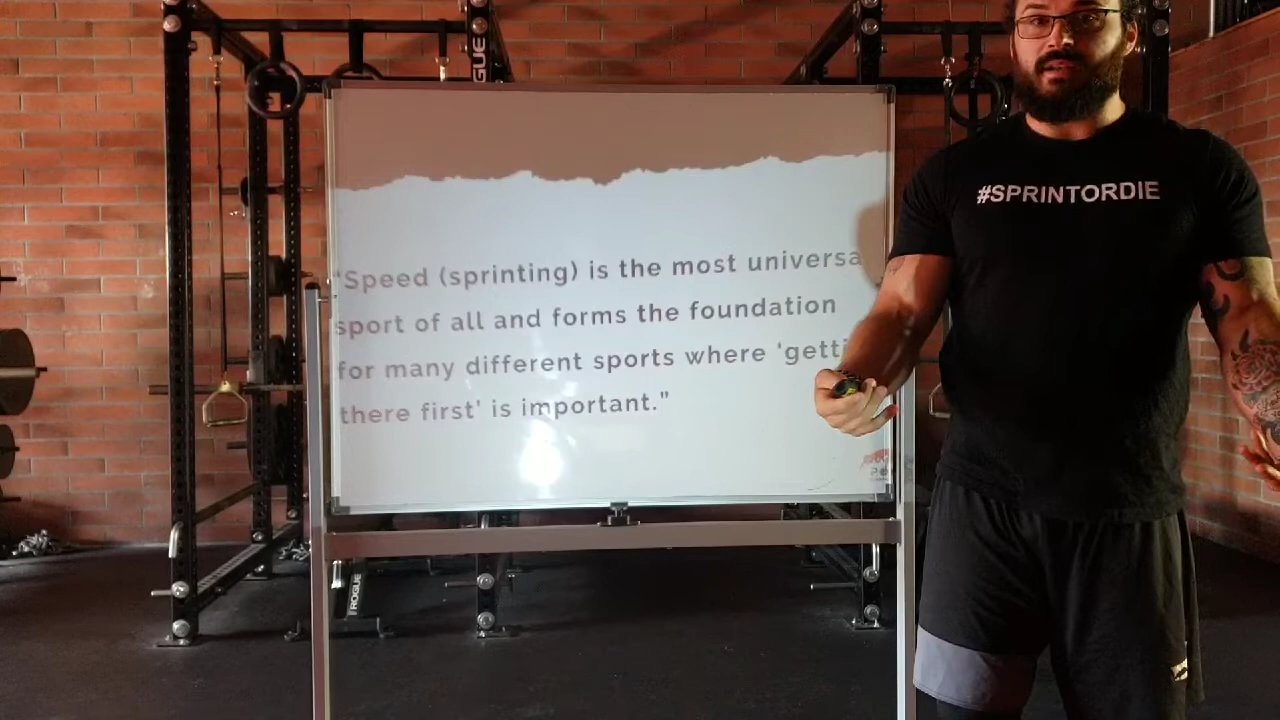 GUE
#SPRINTORDIE
"Speed (sprinting) is the most universa
sport of all and forms the foundation
for many different sports where 'getti
there first' is important."
ROGUE